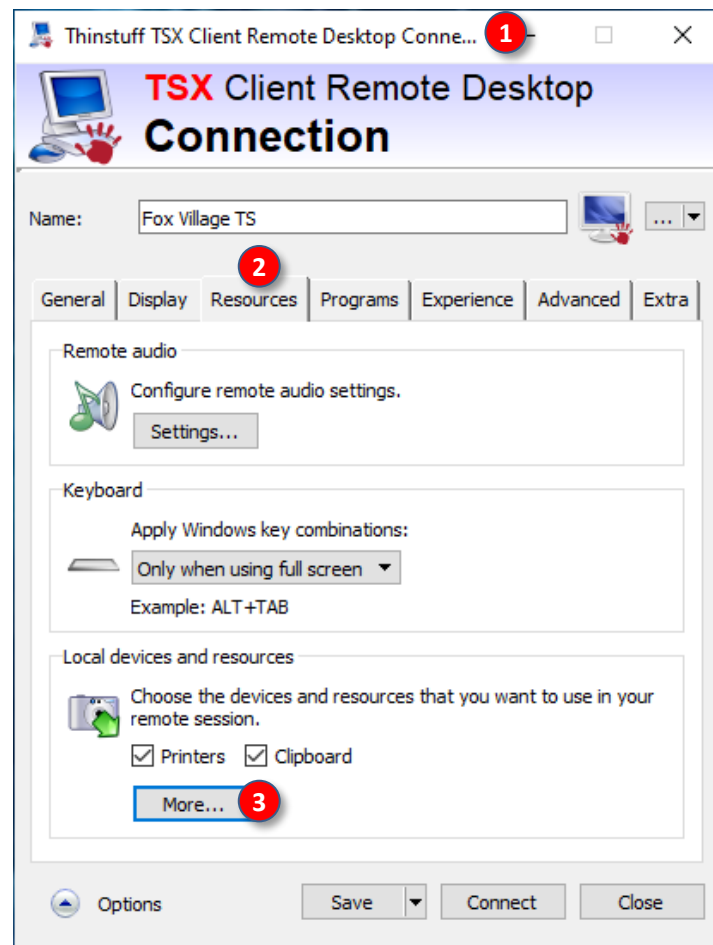 Thinstuff TSX Client Remote Desktop Conne... 1
TSX Client Remote Desktop
Connection
Name: Fox Village TS ...
2
General Display Resources Programs Experience Advanced Extra
Remote audio
Configure remote audio settings.
Settings...
Keyboard
Apply Windows key combinations:
Only when using full screen
Example: ALT+TAB
Local devices and resources
Choose the devices and resources that you want to use in your
remote session.
Printers Clipboard
More... 3
Options Save Connect Close